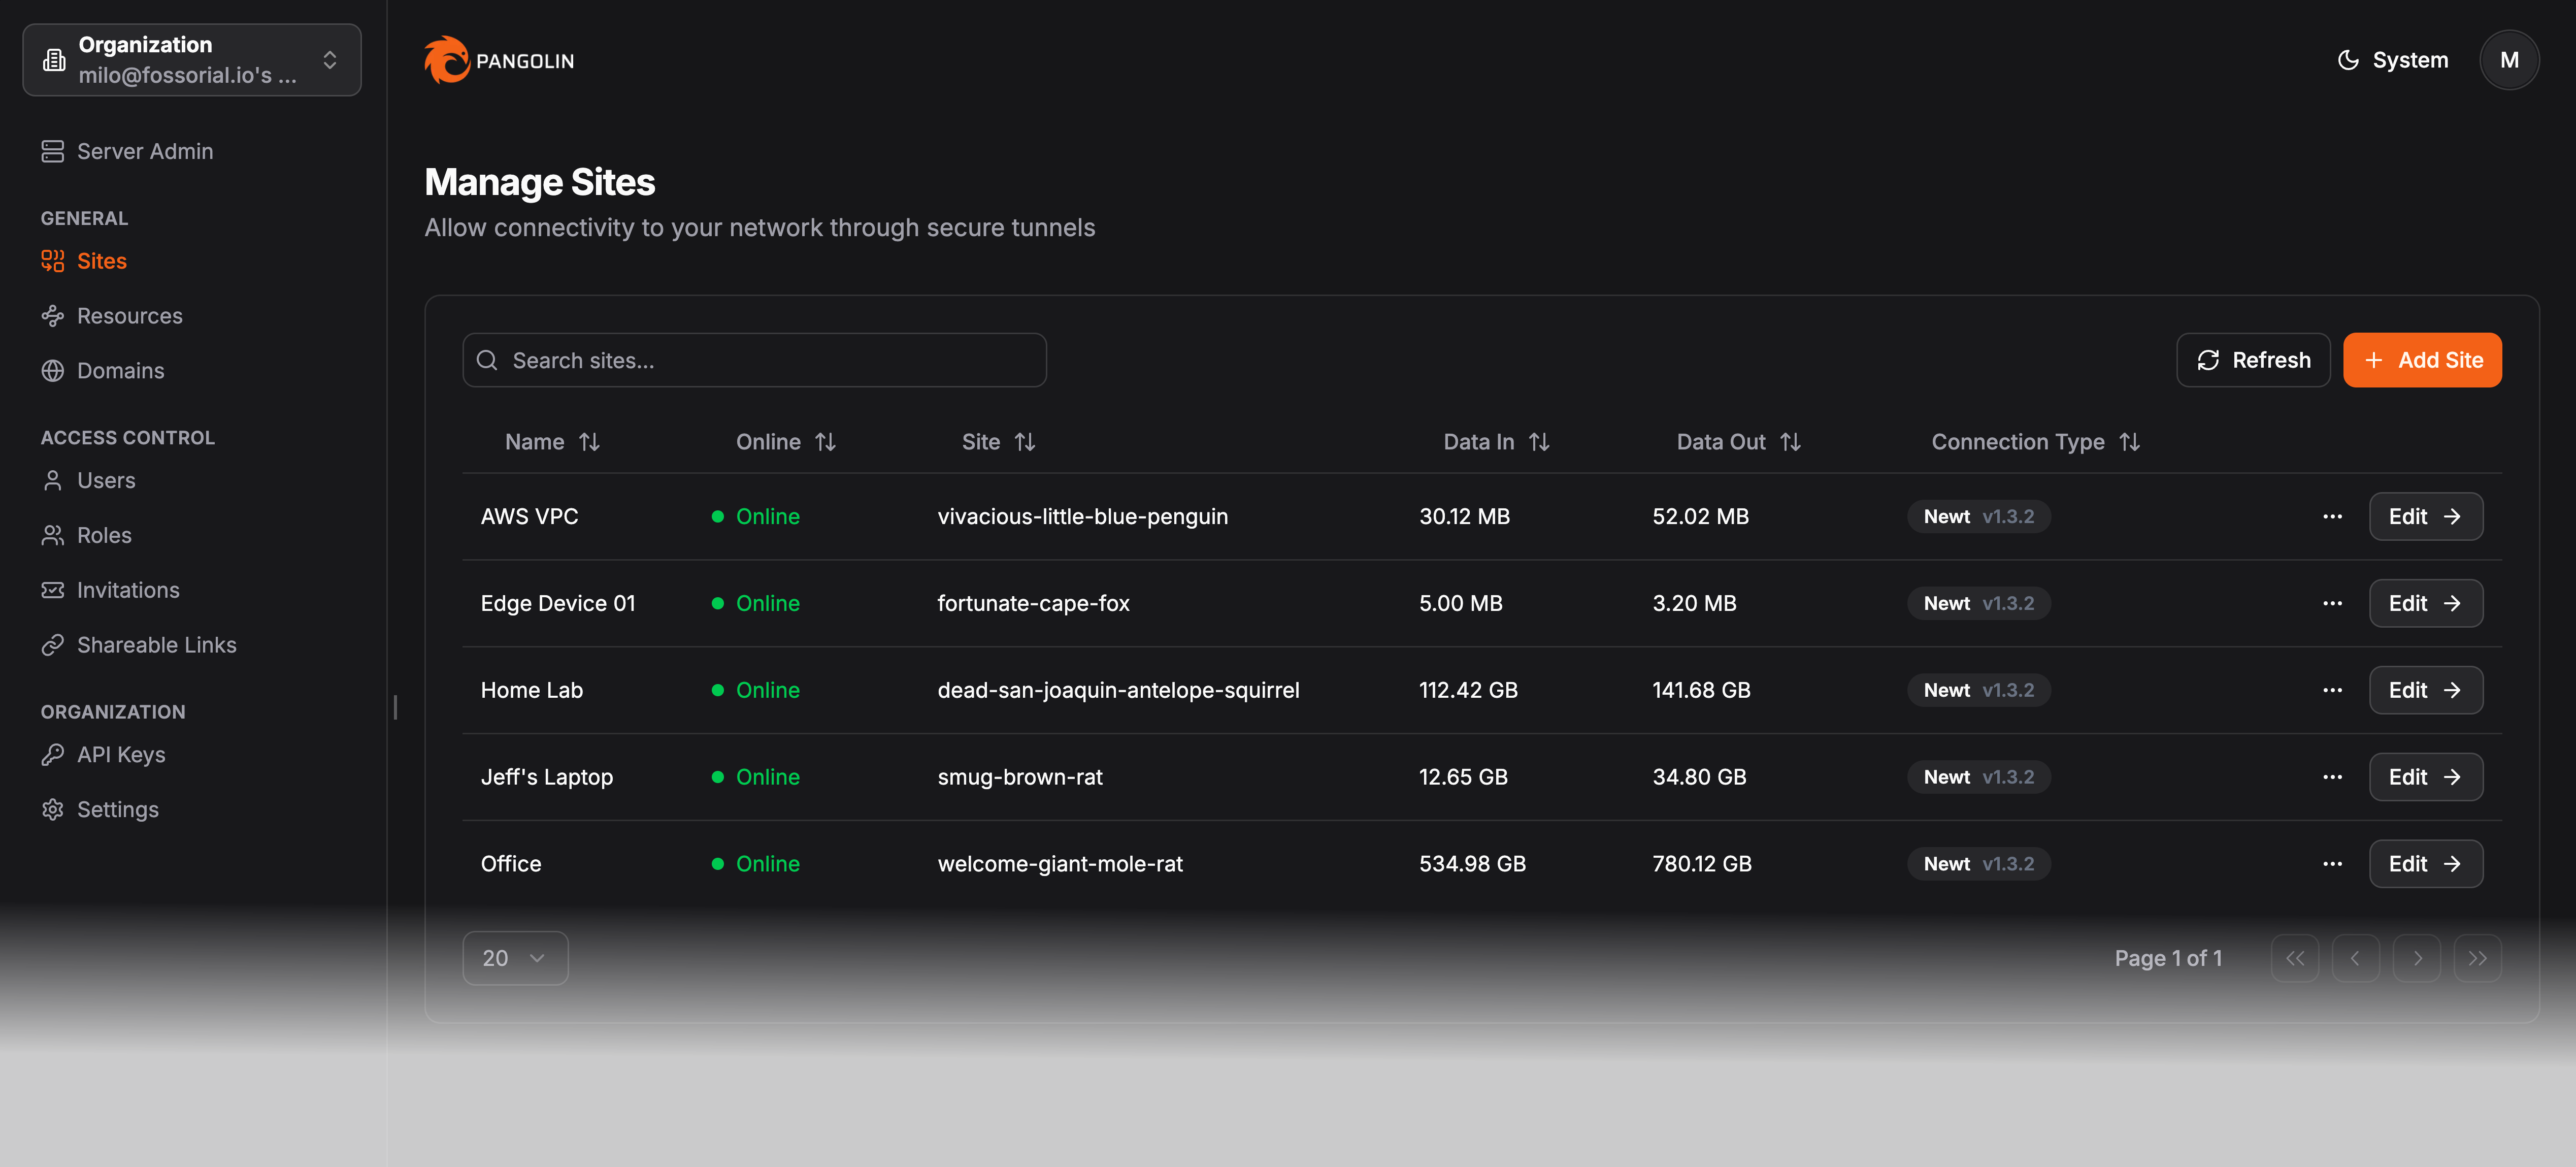 Organization
milo@fossorial.io's ...
Server Admin
GENERAL
Sites
Resources
Domains
ACCESS CONTROL
Users
Roles
Invitations
Shareable Links
ORGANIZATION
API Keys
Settings
PANGOLIN
System
M
Manage Sites
Allow connectivity to your network through secure tunnels
Search sites...
Refresh
Add Site
Name Online Site Data In Data Out Connection Type
AWS VPC Online vivacious-little-blue-penguin 30.12 MB 52.02 MB Newt v1.3.2 ... Edit
Edge Device 01 Online fortunate-cape-fox 5.00 MB 3.20 MB Newt v1.3.2 ... Edit
Home Lab Online dead-san-joaquin-antelope-squirrel 112.42 GB 141.68 GB Newt v1.3.2 ... Edit
Jeff's Laptop Online smug-brown-rat 12.65 GB 34.80 GB Newt v1.3.2 ... Edit
Office Online welcome-giant-mole-rat 534.98 GB 780.12 GB Newt v1.3.2 ... Edit
20
Page 1 of 1